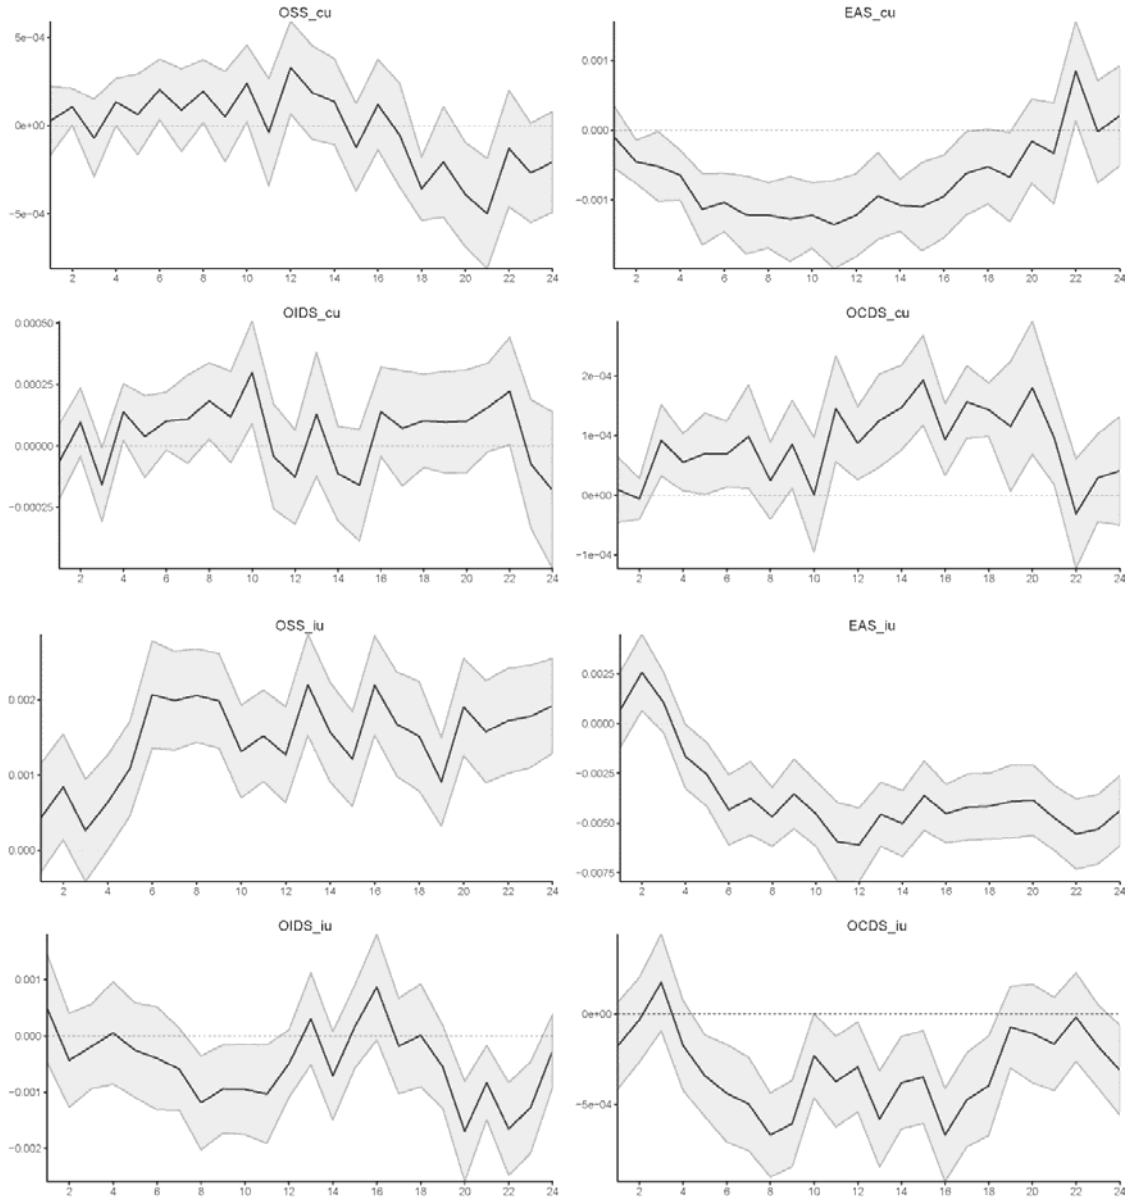 OSS_cu
5e−04
0e+00
−5e−04
2 4 6 8 10 12 14 16 18 20 22 24
EAS_cu
0.001
0.000
−0.001
2 4 6 8 10 12 14 16 18 20 22 24
OIDS_cu
0.00050
0.00025
0.00000
−0.00025
2 4 6 8 10 12 14 16 18 20 22 24
OCDS_cu
2e−04
1e−04
0e+00
−1e−04
2 4 6 8 10 12 14 16 18 20 22 24
OSS_iu
0.002
0.001
0.000
2 4 6 8 10 12 14 16 18 20 22 24
EAS_iu
0.0025
0.0000
−0.0025
−0.0050
−0.0075
2 4 6 8 10 12 14 16 18 20 22 24
OIDS_iu
0.001
0.000
−0.001
−0.002
2 4 6 8 10 12 14 16 18 20 22 24
OCDS_iu
0e+00
−5e−04
2 4 6 8 10 12 14 16 18 20 22 24